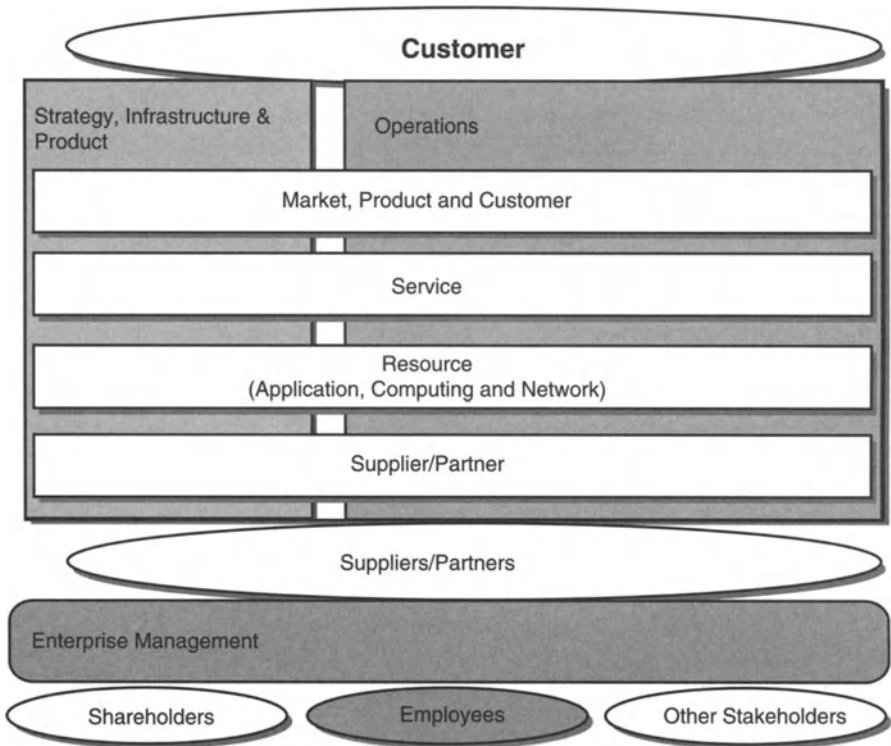 Customer
Strategy, Infrastructure &
Product
Operations
Market, Product and Customer
Service
Resource
(Application, Computing and Network)
Supplier/Partner
Suppliers/Partners
Enterprise Management
Shareholders
Employees
Other Stakeholders